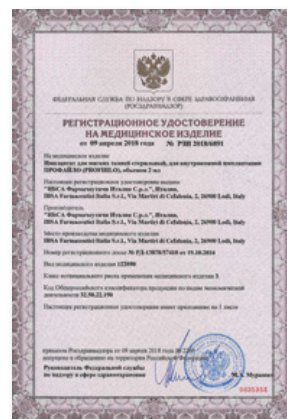 ФЕДЕРАЛЬНАЯ СЛУЖБА ПО НАДЗОРУ В СФЕРЕ ЗДРАВООХРАНЕНИЯ
(РОСЗДРАВНАДЗОР)
РЕГИСТРАЦИОННОЕ УДОСТОВЕРЕНИЕ
НА МЕДИЦИНСКОЕ ИЗДЕЛИЕ
от 09 апреля 2018 года № РЗН 2018/6891
На медицинское изделие
Имплантат для мягких тканей стерильный, для внутрикожной имплантации
ПРОФАЙЛО (PROFHILO), объемом 2 мл
Настоящее регистрационное удостоверение выдано
"ИБСА Фармачеутичи Италия С.р.л.", Италия,
IBSA Farmaceutici Italia S.r.l., Via Martiri di Cefalonia, 2, 26900 Lodi, Italy
Производитель
"ИБСА Фармачеутичи Италия С.р.л.", Италия,
IBSA Farmaceutici Italia S.r.l., Via Martiri di Cefalonia, 2, 26900 Lodi, Italy
Место производства медицинского изделия
IBSA Farmaceutici Italia S.r.l., Via Martiri di Cefalonia, 2, 26900 Lodi, Italy
Номер регистрационного досье № от 19.10.2016
Вид медицинского изделия
Класс потенциального риска применения медицинского изделия 3
Код Общероссийского классификатора продукции по видам экономической
деятельности 32.50.22.190
Настоящее регистрационное удостоверение имеет приложение на 1 листе
приказом Росздравнадзора от 09 апреля 2018 года №
допущено к обращению на территории Российской Федерации
Руководитель Федеральной службы
по надзору в сфере здравоохранения
М.А. Мурашко